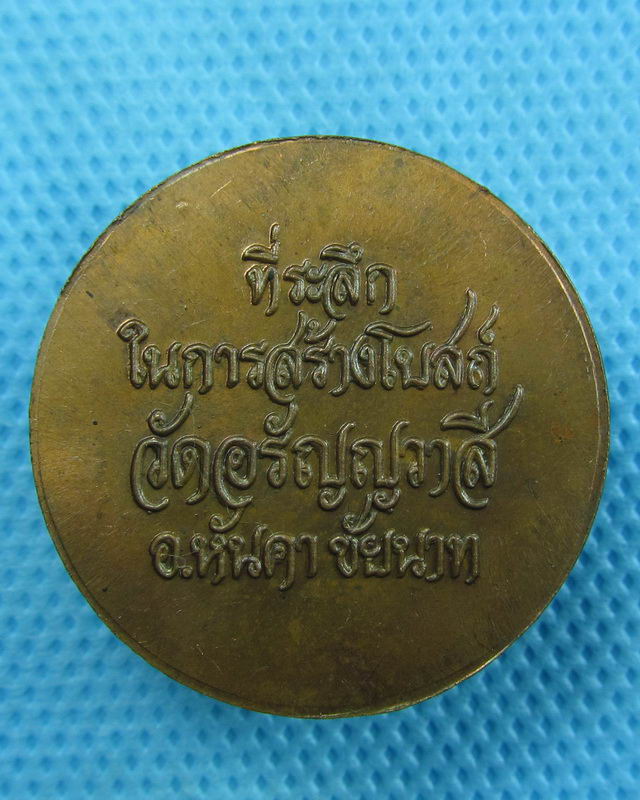 ที่ระลึก
ในการสร้างโบสถ์
วัดอรัญญวาสี
อ.หันคา ชัยนาท